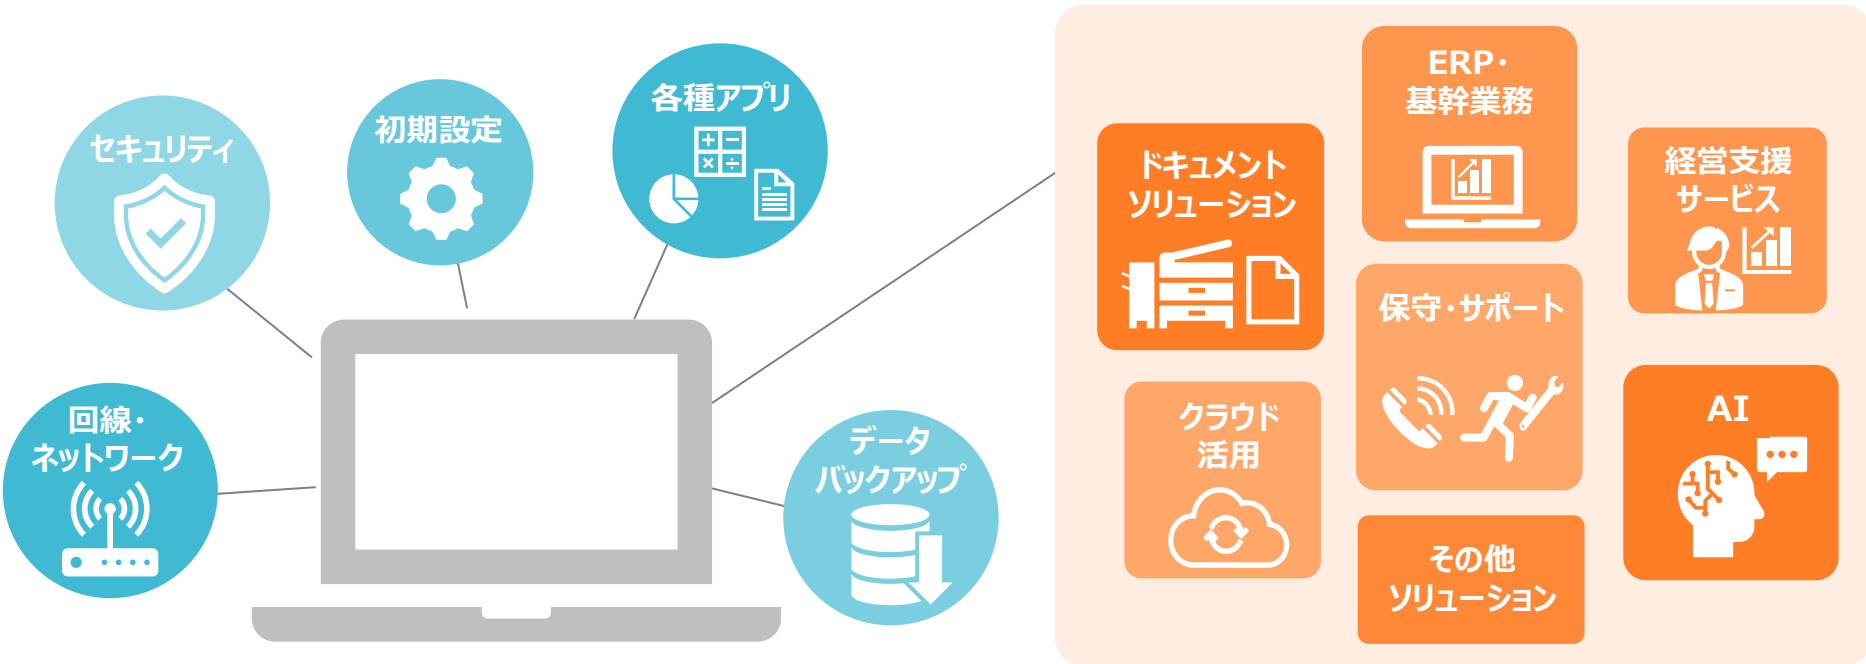 セキュリティ
初期設定
各種アプリ
回線・
ネットワーク
データ
バックアップ
ERP・
基幹業務
ドキュメント
ソリューション
経営支援
サービス
保守・サポート
クラウド
活用
AI
その他
ソリューション